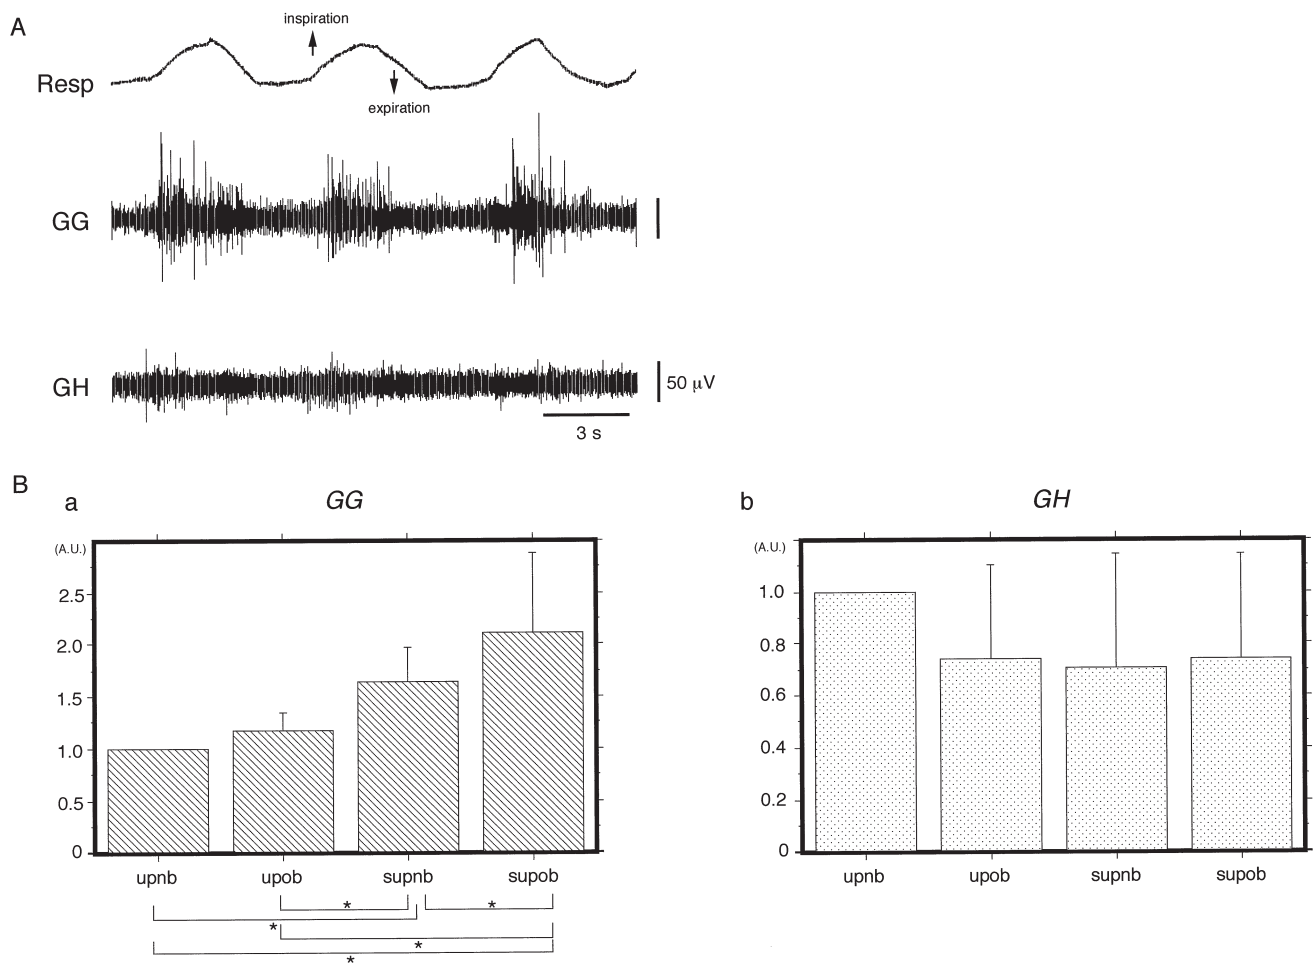 A
inspiration
Resp
expiration
GG
GH
50 μV
3 s
B
a
GG
(A.U.)
2.5
2.0
1.5
1.0
0.5
0
upnb
upob
supnb
supob
*
*
*
*
*
b
GH
(A.U.)
1.0
0.8
0.6
0.4
0.2
0
upnb
upob
supnb
supob